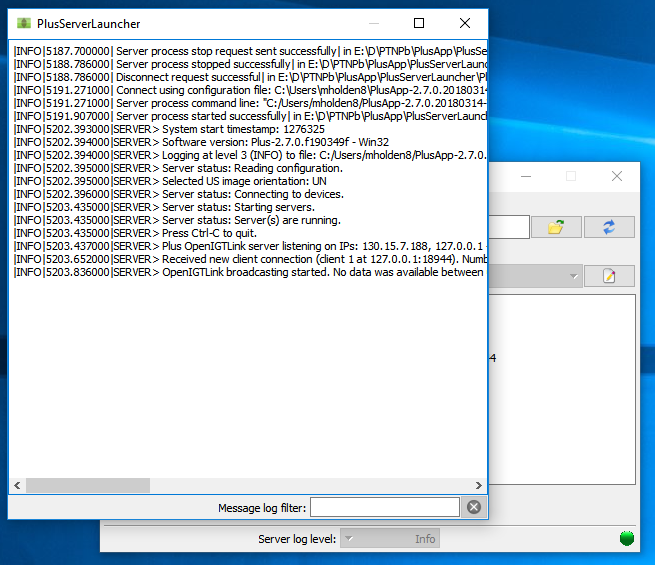 PlusServerLauncher
|INFO|5187.700000| Server process stop request sent successfully| in E:\D\PTNPb\PlusApp\PlusSe
|INFO|5188.786000| Server process stopped successfully| in E:\D\PTNPb\PlusApp\PlusServerLaunc
|INFO|5188.786000| Disconnect request successful| in E:\D\PTNPb\PlusApp\PlusServerLauncher\Pl
|INFO|5191.271000| Connect using configuration file: C:\Users\mholden8\PlusApp-2.7.0.20180314
|INFO|5191.271000| Server process command line: "C:/Users/mholden8/PlusApp-2.7.0.20180314-
|INFO|5191.907000| Server process started successfully| in E:\D\PTNPb\PlusApp\PlusServerLaunch
|INFO|5202.393000|SERVER> System start timestamp: 1276325
|INFO|5202.394000|SERVER> Software version: Plus-2.7.0.f190349f - Win32
|INFO|5202.394000|SERVER> Logging at level 3 (INFO) to file: C:/Users/mholden8/PlusApp-2.7.0.
|INFO|5202.395000|SERVER> Server status: Reading configuration.
|INFO|5202.395000|SERVER> Selected US image orientation: UN
|INFO|5202.396000|SERVER> Server status: Connecting to devices.
|INFO|5203.435000|SERVER> Server status: Starting servers.
|INFO|5203.435000|SERVER> Server status: Server(s) are running.
|INFO|5203.435000|SERVER> Press Ctrl-C to quit.
|INFO|5203.437000|SERVER> Plus OpenIGTLink server listening on IPs: 130.15.7.188, 127.0.0.1 -
|INFO|5203.652000|SERVER> Received new client connection (client 1 at 127.0.0.1:18944). Numb
|INFO|5203.836000|SERVER> OpenIGTLink broadcasting started. No data was available between
4
Message log filter:
Server log level: Info